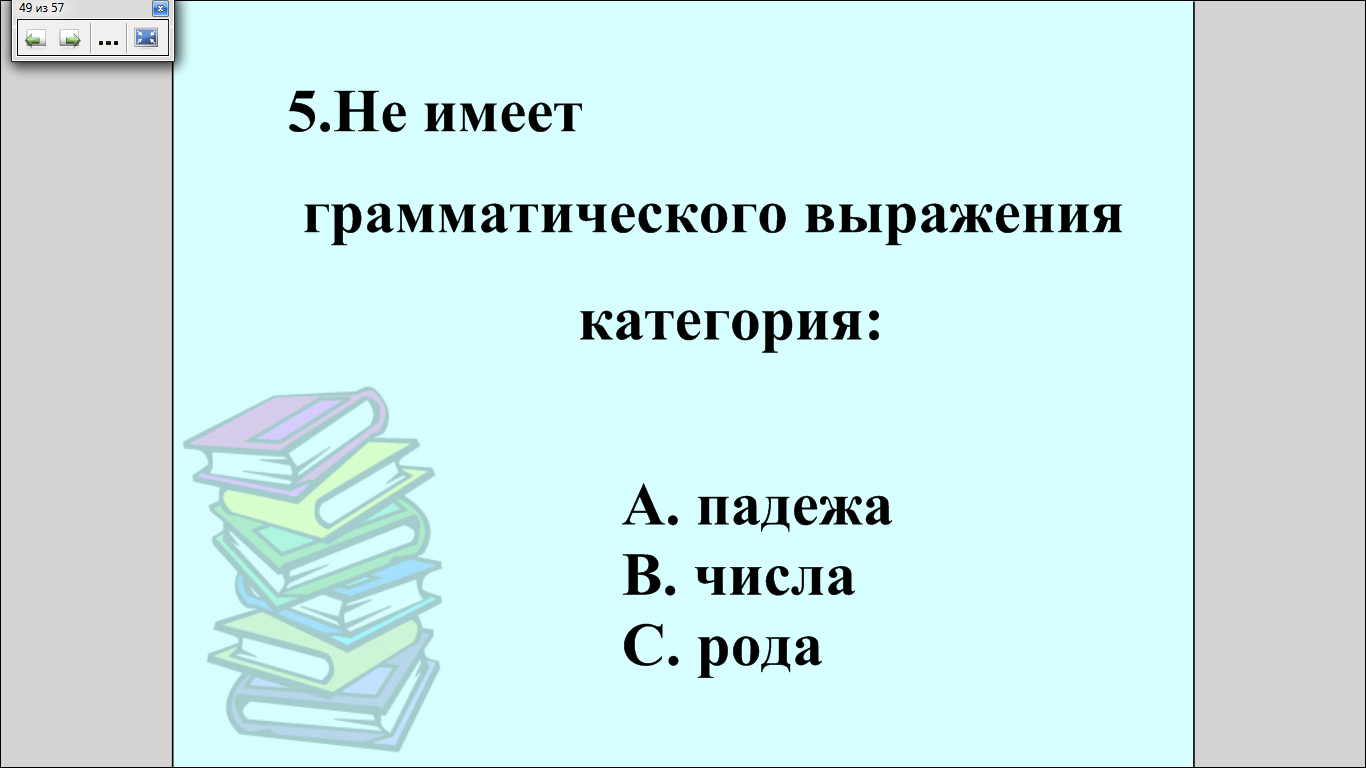 49 из 57
...
5.Не имеет
грамматического выражения
категория:
А. падежа
В. числа
С. рода